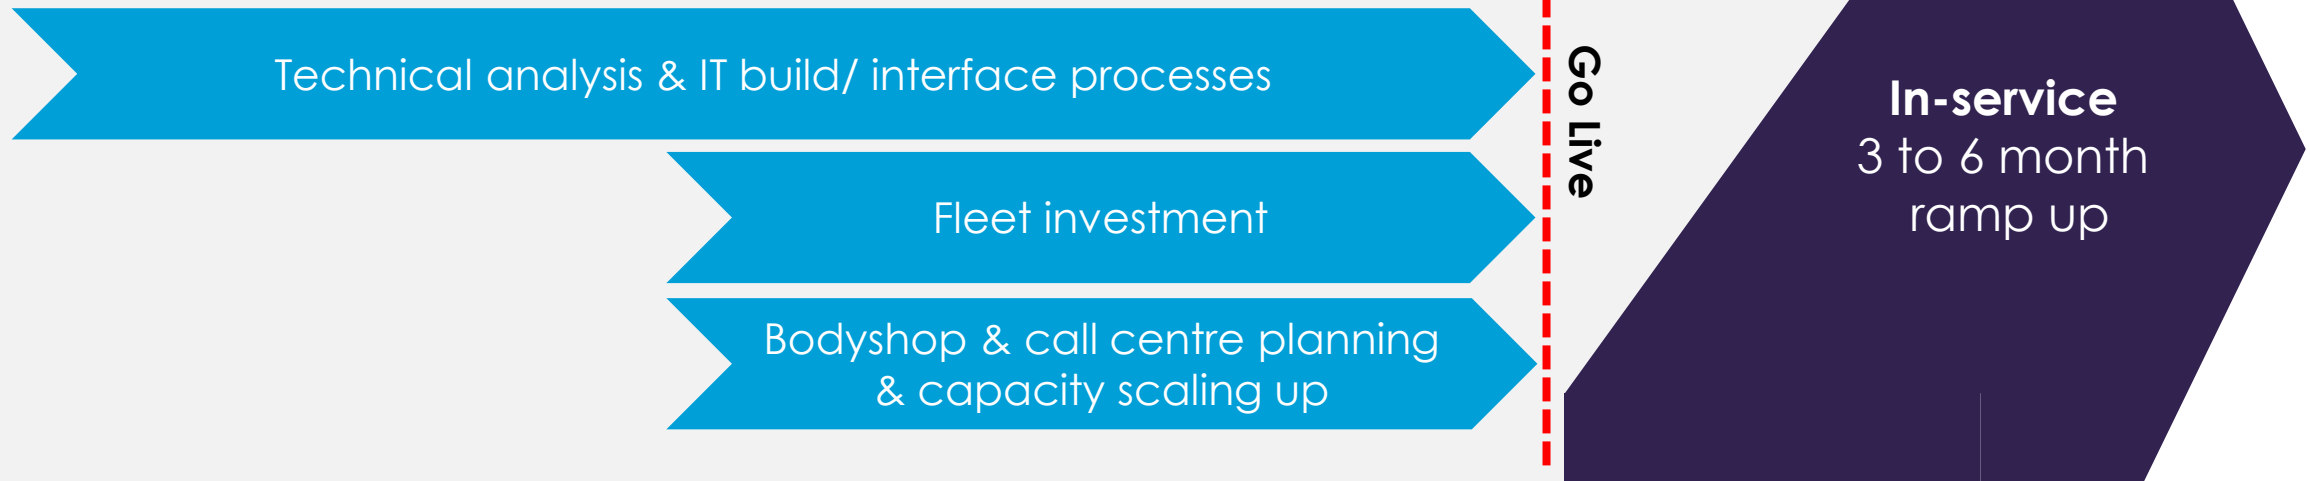 Technical analysis & IT build/ interface processes
Fleet investment
Bodyshop & call centre planning
& capacity scaling up
Go Live
In-service
3 to 6 month
ramp up